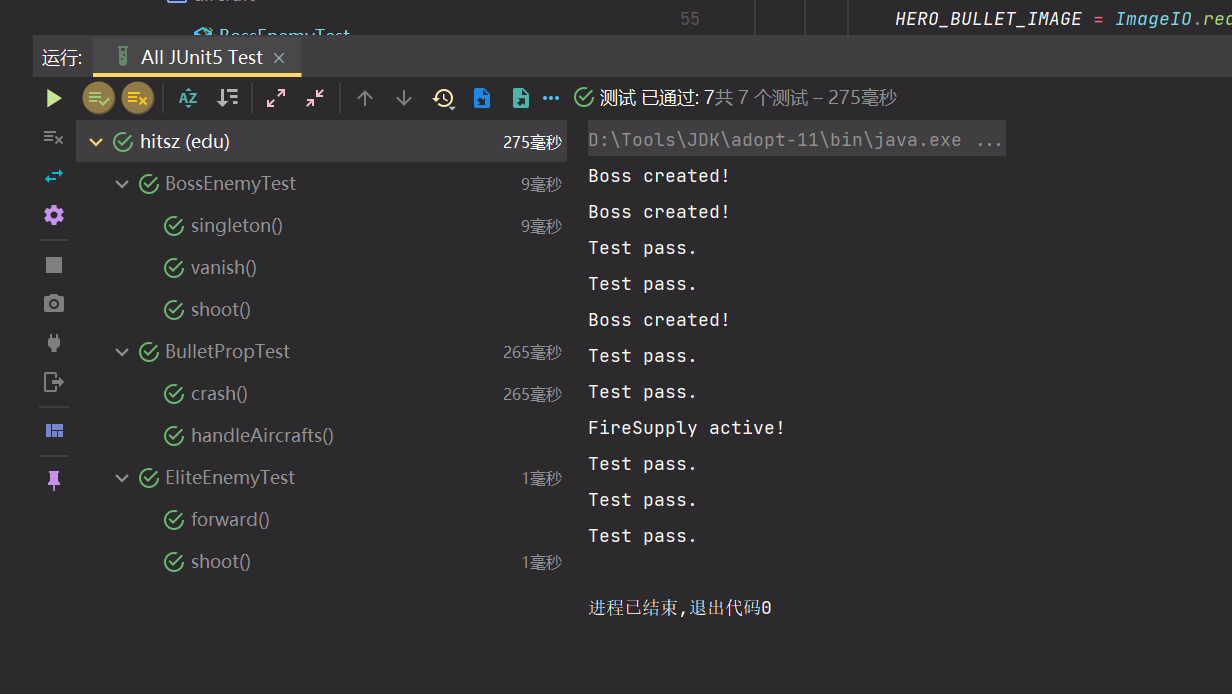 BossEnemyTest
55
HERO_BULLET_IMAGE = ImageIO.rea
运行:
All JUnit5 Test
测试 已通过: 7共 7 个测试 – 275毫秒
hitsz (edu) 275毫秒
BossEnemyTest 9毫秒
singleton() 9毫秒
vanish()
shoot()
BulletPropTest 265毫秒
crash() 265毫秒
handleAircrafts()
EliteEnemyTest 1毫秒
forward()
shoot() 1毫秒
D:\Tools\JDK\adopt-11\bin\java.exe ...
Boss created!
Boss created!
Test pass.
Test pass.
Boss created!
Test pass.
Test pass.
FireSupply active!
Test pass.
Test pass.
Test pass.
进程已结束,退出代码0